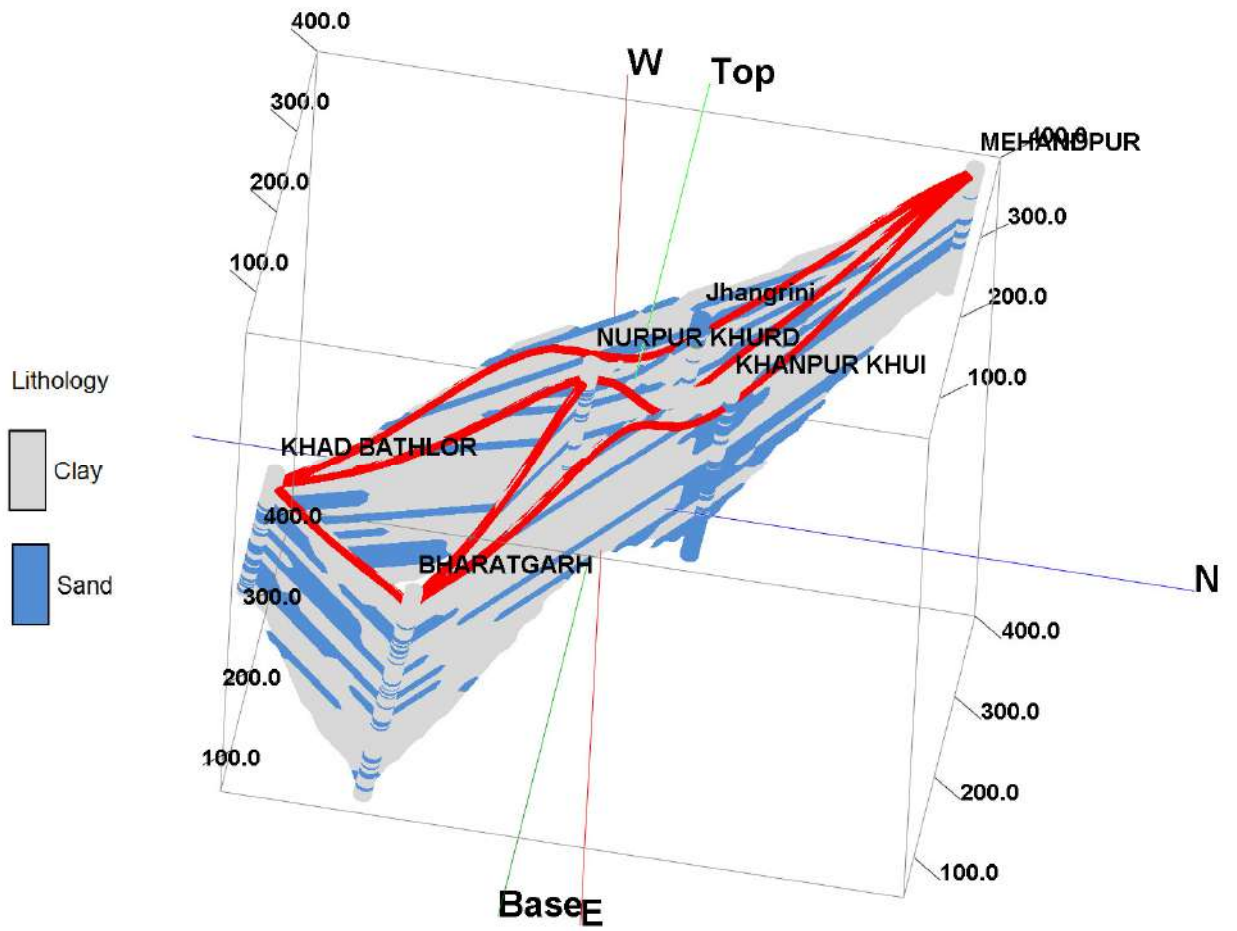 400.0
W
Top
300.0
400.0
MEHANDPUR
200.0
300.0
100.0
Jhangrini
200.0
NURPUR KHURD
KHANPUR KHUI
100.0
Lithology
KHAD BATHLOR
Clay
400.0
BHARATGARH
Sand
N
300.0
400.0
200.0
300.0
100.0
200.0
100.0
Base
E